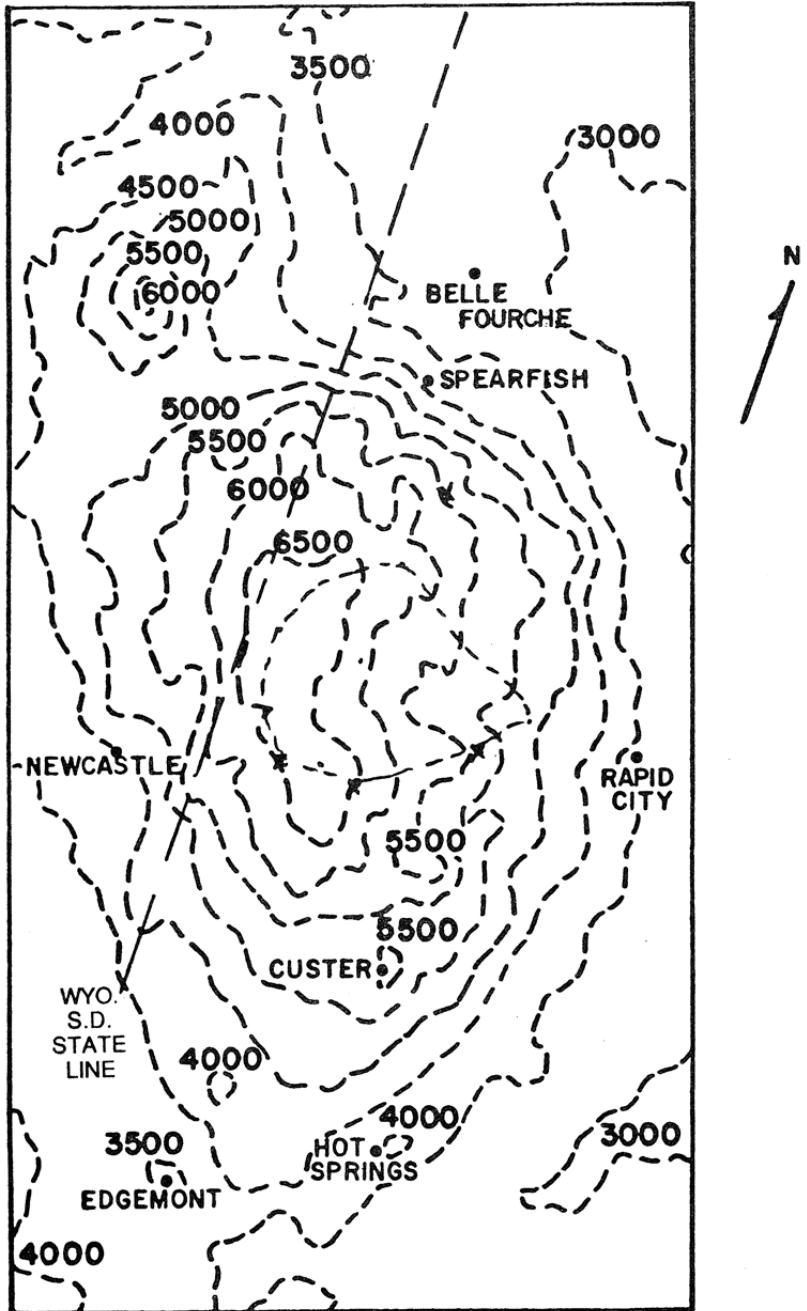 3500
4000
3000
4500
5000
5500
6000
N
BELLE
FOURCHE
SPEARFISH
5000
5500
6000
6500
NEWCASTLE
RAPID
CITY
5500
5500
CUSTER
WYO.
S.D.
STATE
LINE
4000
4000
3500
HOT
SPRINGS
3000
EDGEMONT
4000